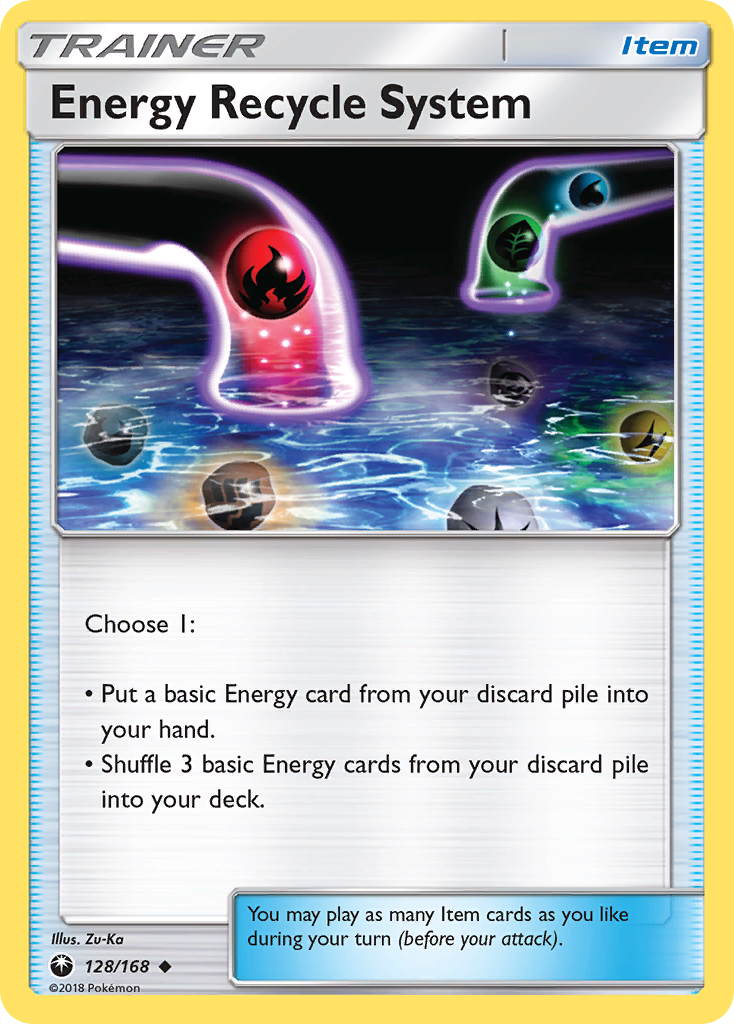 TRAINER
Item
Energy Recycle System
Choose 1:
• Put a basic Energy card from your discard pile into
your hand.
• Shuffle 3 basic Energy cards from your discard pile
into your deck.
You may play as many Item cards as you like
during your turn (before your attack).
Illus. Zu-Ka
128/168
©2018 Pokémon